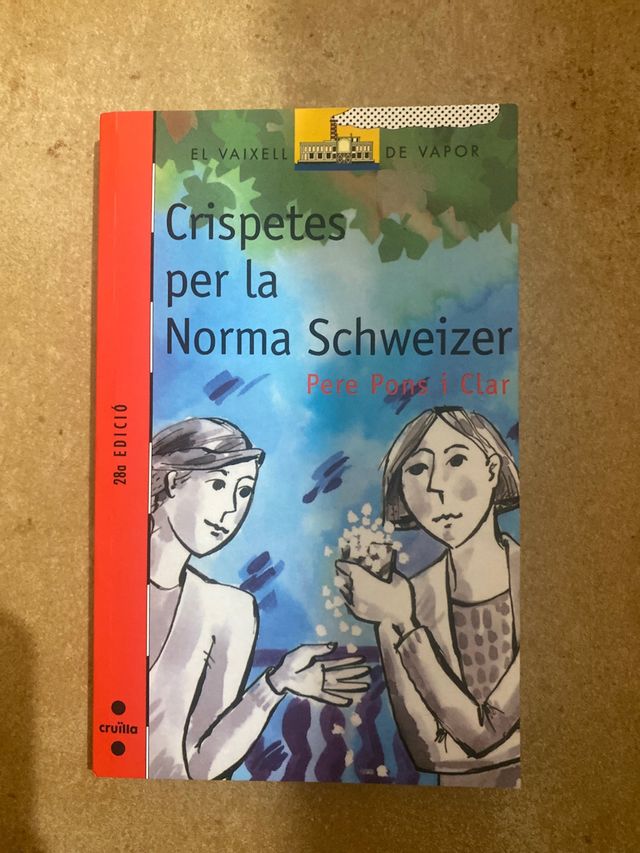 EL VAIXELL DE VAPOR
Crispetes
per la
Norma Schweizer
Pere Pons i Clar
28a EDICIÓ
cruïlla